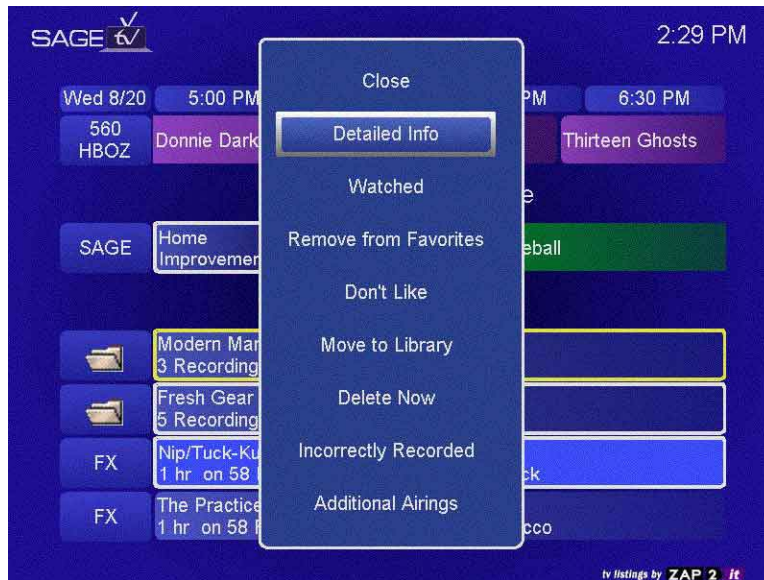 SAGE tv
2:29 PM
Close
Wed 8/20
5:00 PM
PM
6:30 PM
560
HBOZ
Donnie Dark
Detailed Info
Thirteen Ghosts
Watched
e
SAGE
Home
Improvemer
Remove from Favorites
eball
Don't Like
Modern Mar
3 Recording
Move to Library
Fresh Gear
5 Recording
Delete Now
FX
Nip/Tuck-Ku
1 hr on 58
Incorrectly Recorded
ck
FX
The Practice
1 hr on 58
Additional Airings
cco
tv listings by ZAP 2 it